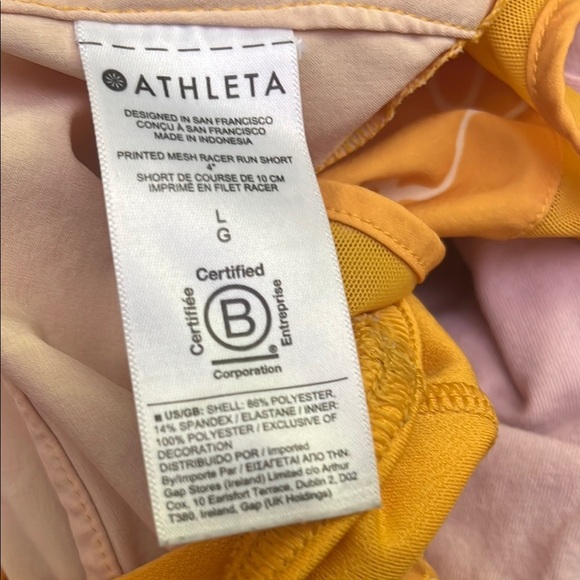 ATHLETA
DESIGNED IN SAN FRANCISCO
CONÇU À SAN FRANCISCO
MADE IN INDONESIA
PRINTED MESH RACER RUN SHORT
4"
SHORT DE COURSE DE 10 CM
IMPRIMÉ EN FILET RACER
L
G
Certified
Certifiée
B
®
Entreprise
Corporation
■ US/GB: SHELL: 86% POLYESTER,
14% SPANDEX / ELASTANE / INNER:
100% POLYESTER / EXCLUSIVE OF
DECORATION
DISTRIBUIDO POR / Imported
By/Importe Par / ΕΙΣΑΓΕΤΑΙ ΑΠΟ ΤΗΝ:
Gap Stores (Ireland) Limited c/o Arthur
Cox, 10 Earlsfort Terrace, Dublin 2, D02
T380, Ireland, Gap (UK Holdings)